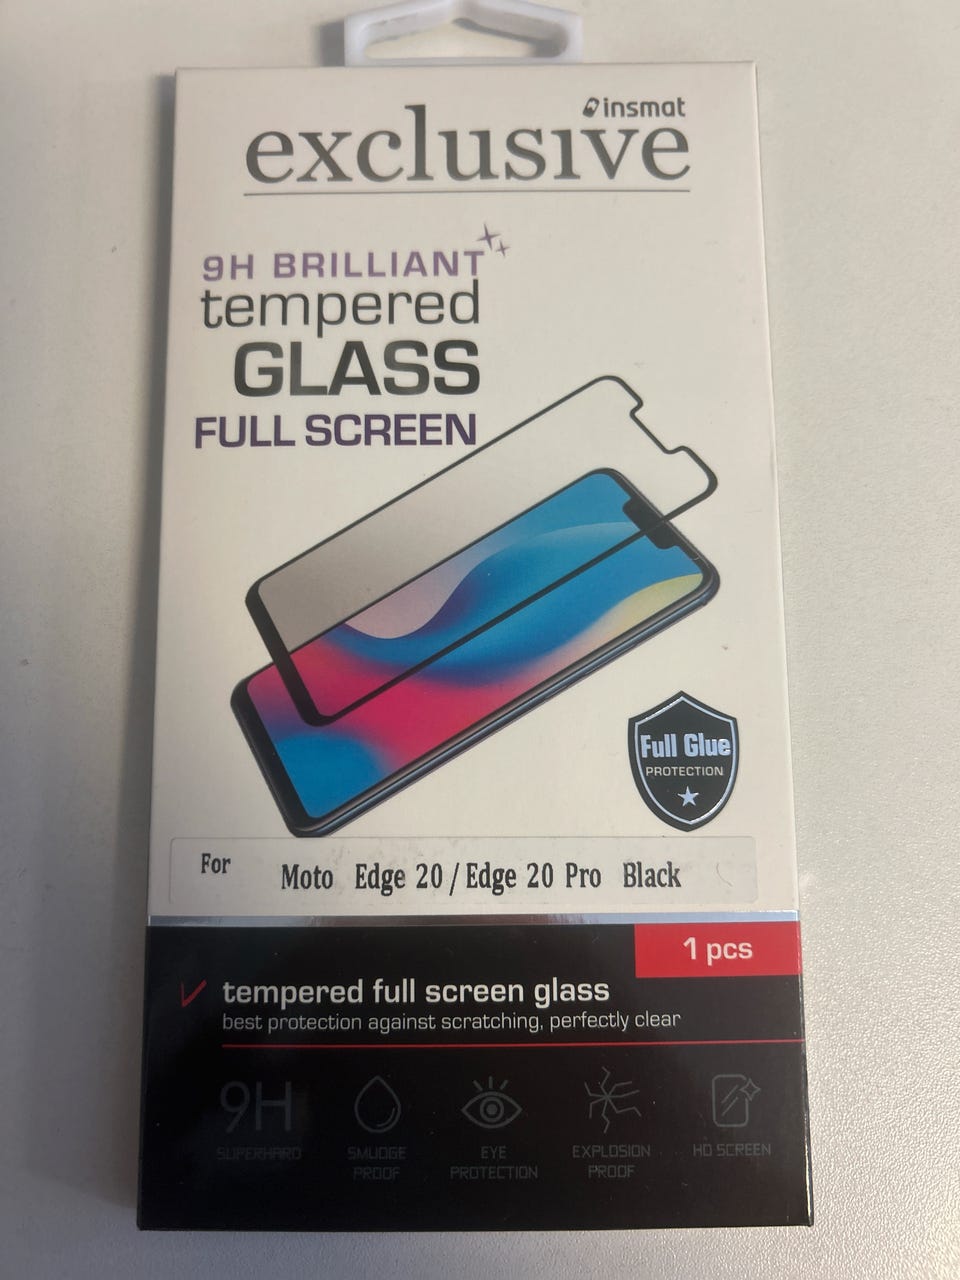 insmat
exclusive
9H BRILLIANT
tempered
GLASS
FULL SCREEN
Full Glue
PROTECTION
For Moto Edge 20 / Edge 20 Pro Black
1 pcs
tempered full screen glass
best protection against scratching, perfectly clear
9H
SUPERHARD
SMUDGE
PROOF
EYE
PROTECTION
EXPLOSION
PROOF
HD SCREEN